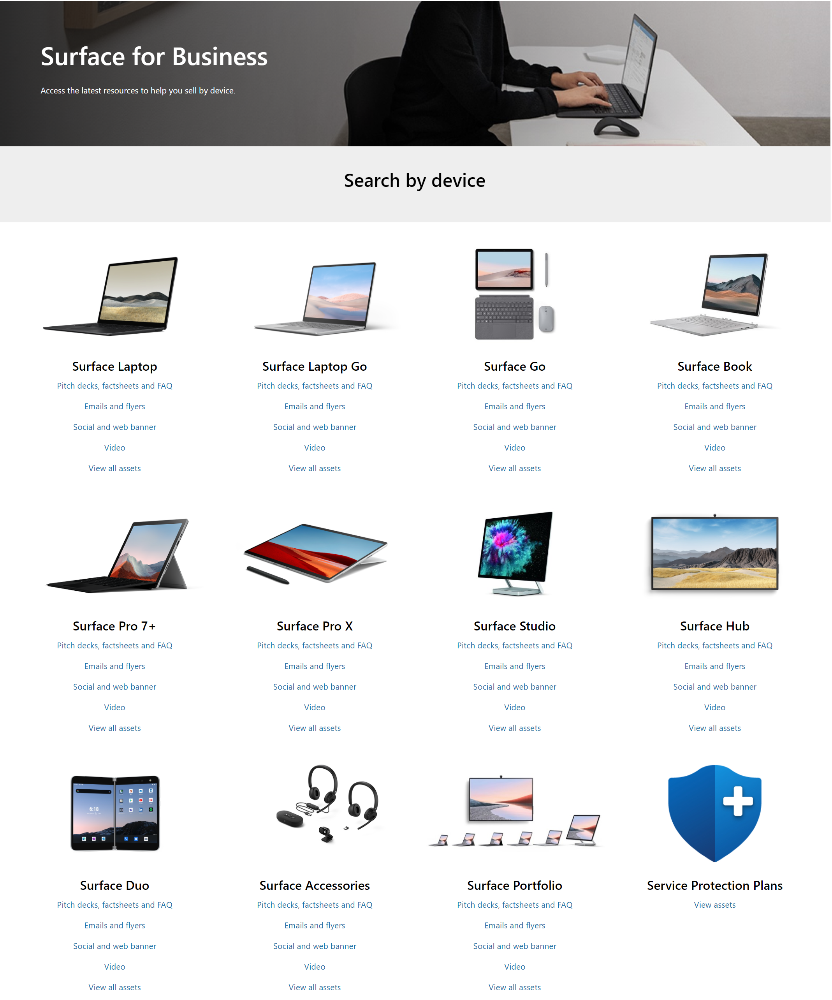 Surface for Business
Access the latest resources to help you sell by device.
Search by device
Surface Laptop
Pitch decks, factsheets and FAQ
Emails and flyers
Social and web banner
Video
View all assets
Surface Laptop Go
Pitch decks, factsheets and FAQ
Emails and flyers
Social and web banner
Video
View all assets
Surface Go
Pitch decks, factsheets and FAQ
Emails and flyers
Social and web banner
Video
View all assets
Surface Book
Pitch decks, factsheets and FAQ
Emails and flyers
Social and web banner
Video
View all assets
Surface Pro 7+
Pitch decks, factsheets and FAQ
Emails and flyers
Social and web banner
Video
View all assets
Surface Pro X
Pitch decks, factsheets and FAQ
Emails and flyers
Social and web banner
Video
View all assets
Surface Studio
Pitch decks, factsheets and FAQ
Emails and flyers
Social and web banner
Video
View all assets
Surface Hub
Pitch decks, factsheets and FAQ
Emails and flyers
Social and web banner
Video
View all assets
6:18
Surface Duo
Pitch decks, factsheets and FAQ
Emails and flyers
Social and web banner
Video
View all assets
Surface Accessories
Pitch decks, factsheets and FAQ
Emails and flyers
Social and web banner
Video
View all assets
Surface Portfolio
Pitch decks, factsheets and FAQ
Emails and flyers
Social and web banner
Video
View all assets
Service Protection Plans
View assets